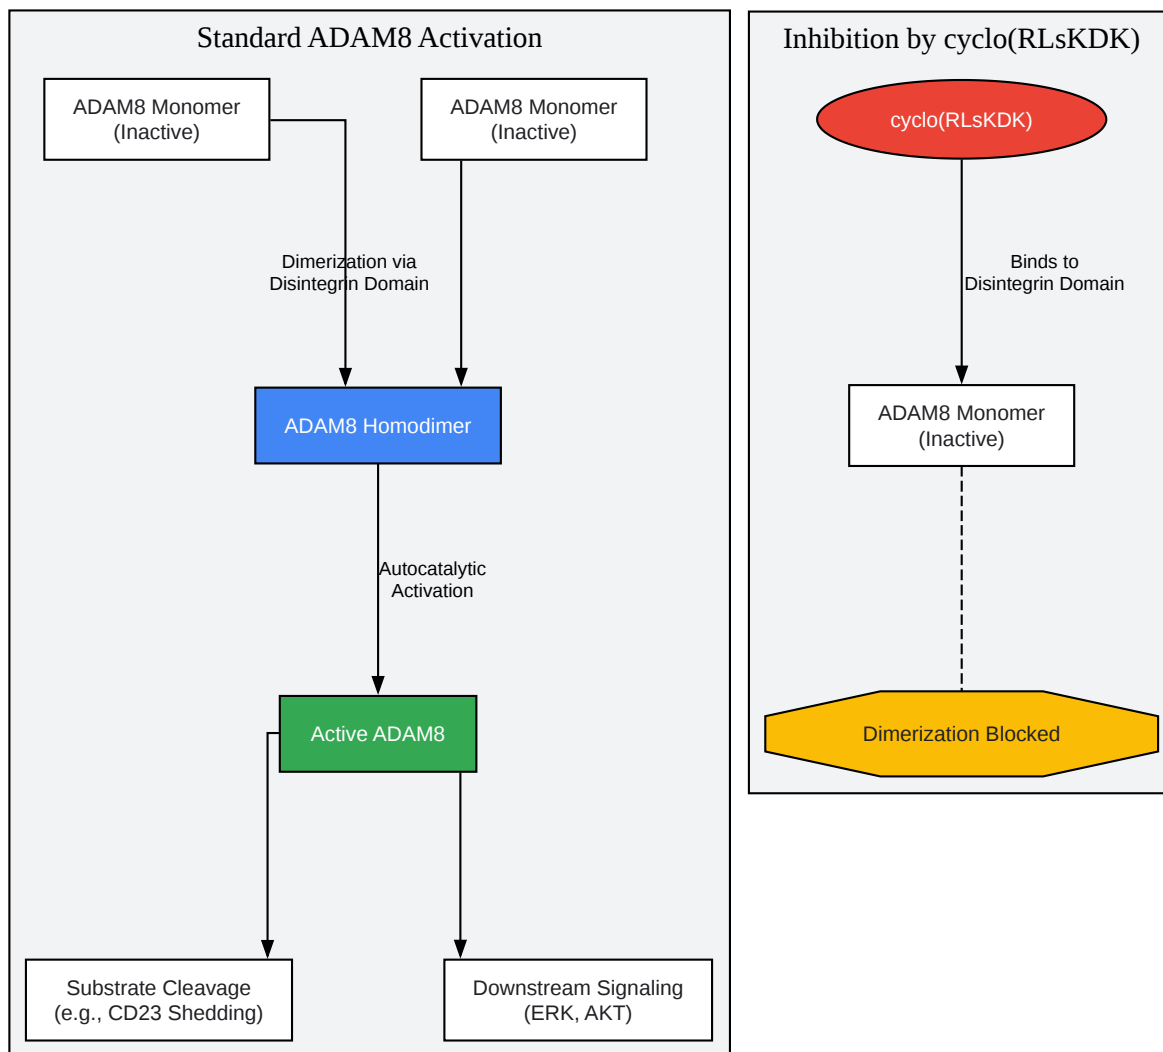 Standard ADAM8 Activation
ADAM8 Monomer
(Inactive)
ADAM8 Monomer
(Inactive)
Dimerization via
Disintegrin Domain
ADAM8 Homodimer
Autocatalytic
Activation
Active ADAM8
Substrate Cleavage
(e.g., CD23 Shedding)
Downstream Signaling
(ERK, AKT)
Inhibition by cyclo(RLsKDK)
cyclo(RLsKDK)
Binds to
Disintegrin Domain
ADAM8 Monomer
(Inactive)
Dimerization Blocked